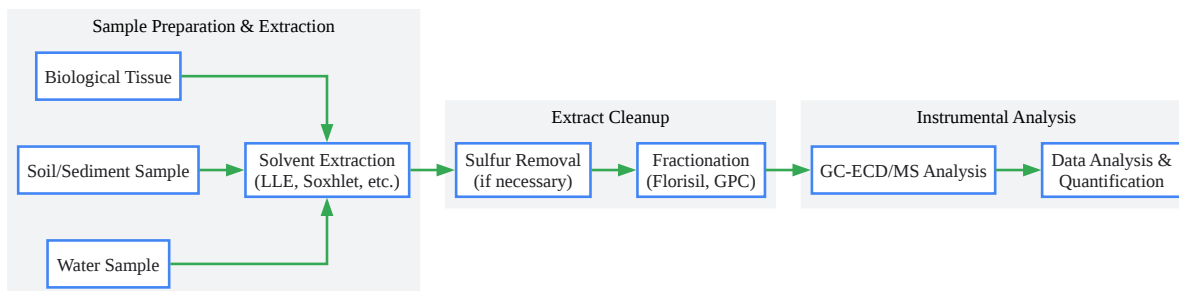 Sample Preparation & Extraction
Biological Tissue
Soil/Sediment Sample
Water Sample
Solvent Extraction
(LLE, Soxhlet, etc.)
Extract Cleanup
Sulfur Removal
(if necessary)
Fractionation
(Florisil, GPC)
Instrumental Analysis
GC-ECD/MS Analysis
Data Analysis &
Quantification